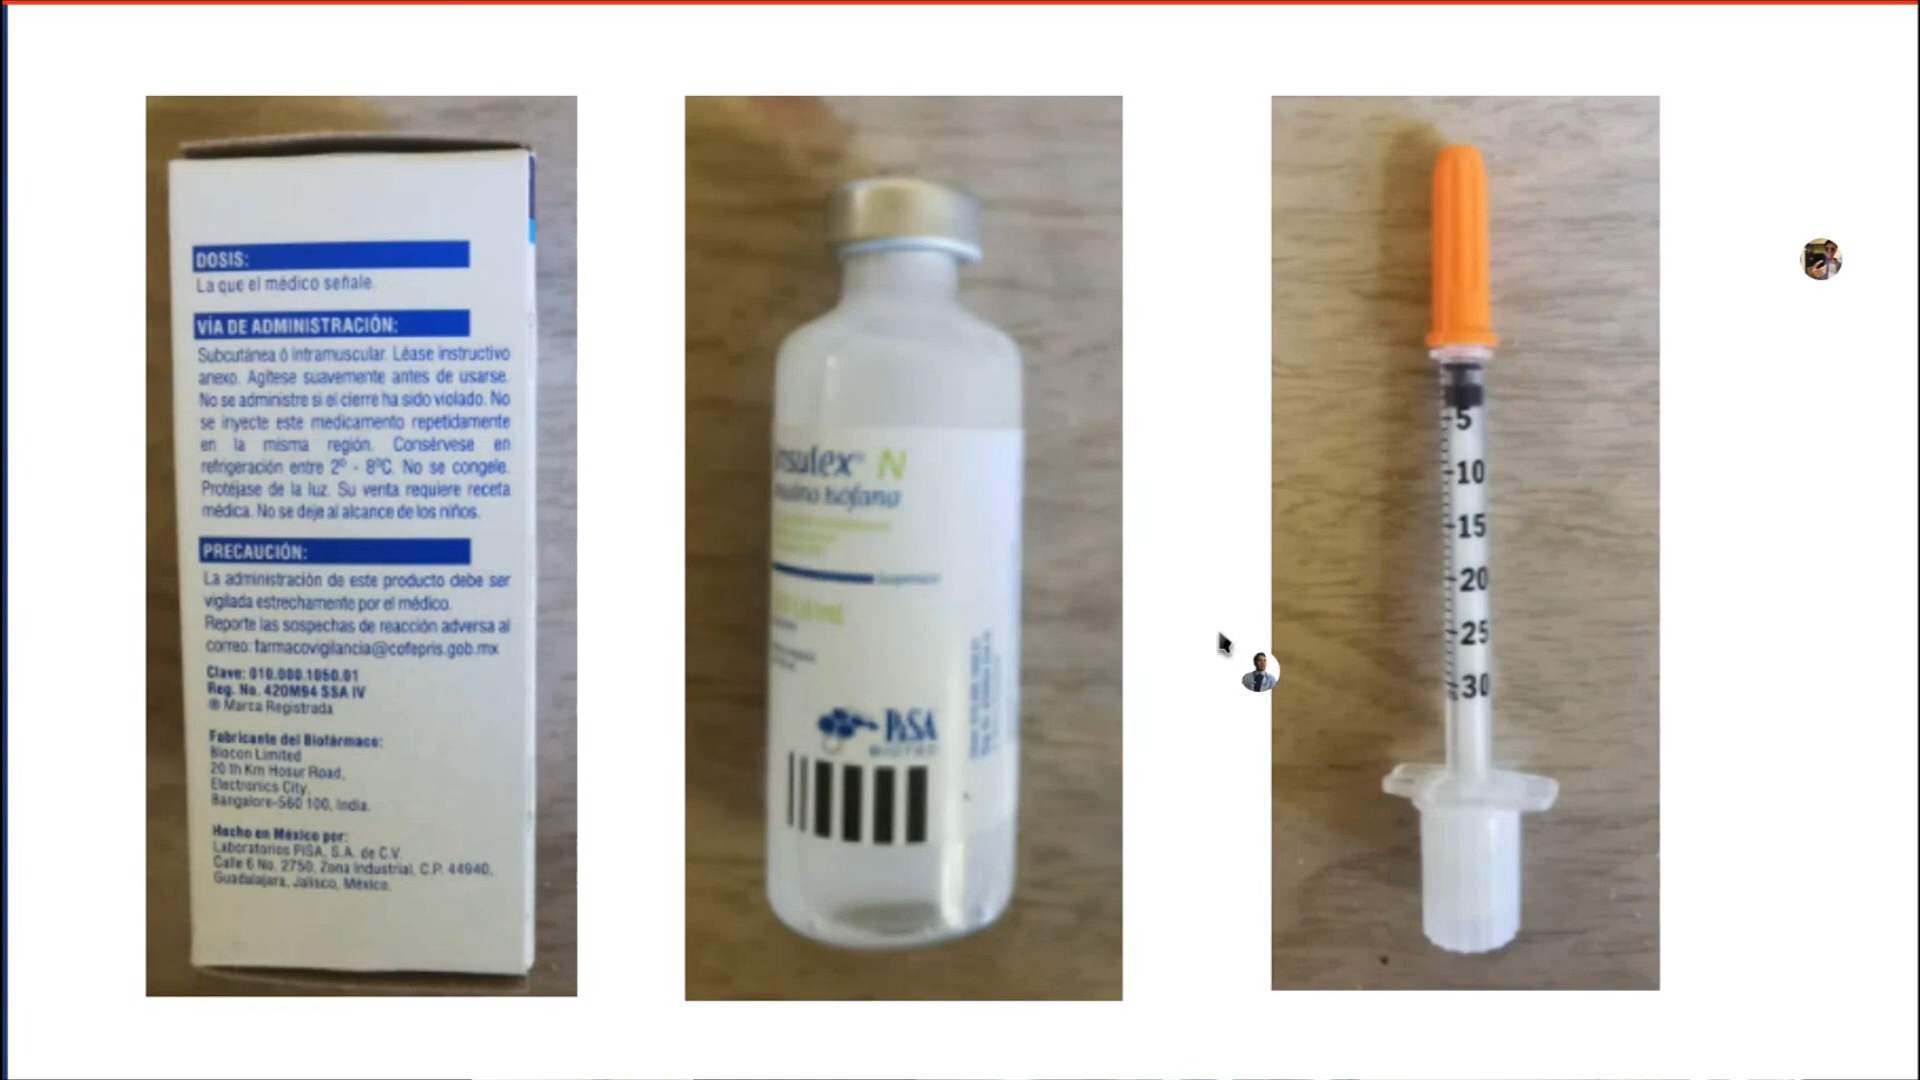 DOSIS:
La que el médico señale.
VÍA DE ADMINISTRACIÓN:
Subcutánea ó intramuscular. Léase instructivo
anexo. Agítese suavemente antes de usarse.
No se administre si el cierre ha sido violado. No
se inyecte este medicamento repetidamente
en la misma región. Consérvese en
refrigeración entre 2º - 8ºC. No se congele.
Protéjase de la luz. Su venta requiere receta
médica. No se deje al alcance de los niños.
PRECAUCIÓN:
La administración de este producto debe ser
vigilada estrechamente por el médico.
Reporte las sospechas de reacción adversa al
correo: farmacovigilancia@cofepris.gob.mx
Clave: 010.000.1050.01
Reg. No. 420M94 SSA IV
® Marca Registrada
Fabricante del Biofármaco:
Biocon Limited
20 th Km Hosur Road,
Electronics City,
Bangalore-560 100, India.
Hecho en México por:
Laboratorios PiSA, S.A. de C.V.
Calle 6 No. 2750, Zona Industrial, C.P. 44940,
Guadalajara, Jalisco, México.
nsulex® N
Isófana
Suspensión
PiSA
BIOTEC
5
10
15
20
25
30